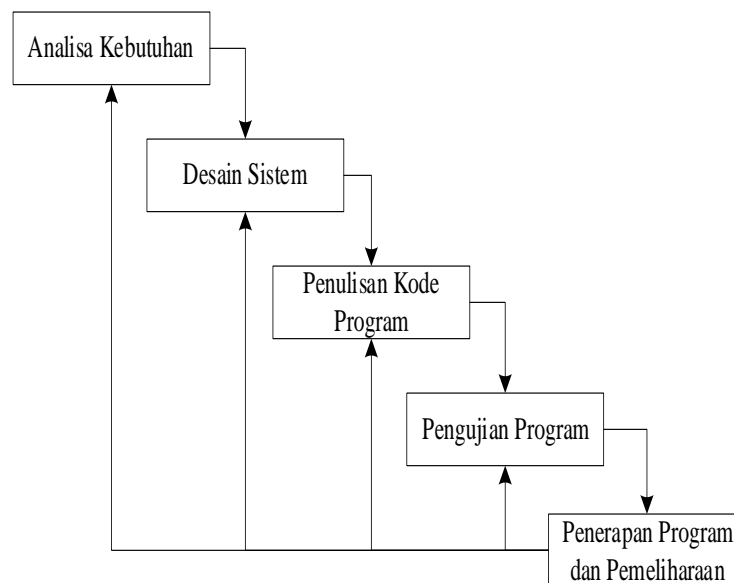 Analisa Kebutuhan
Desain Sistem
Penulisan Kode
Program
Pengujian Program
Penerapan Program
dan Pemeliharaan